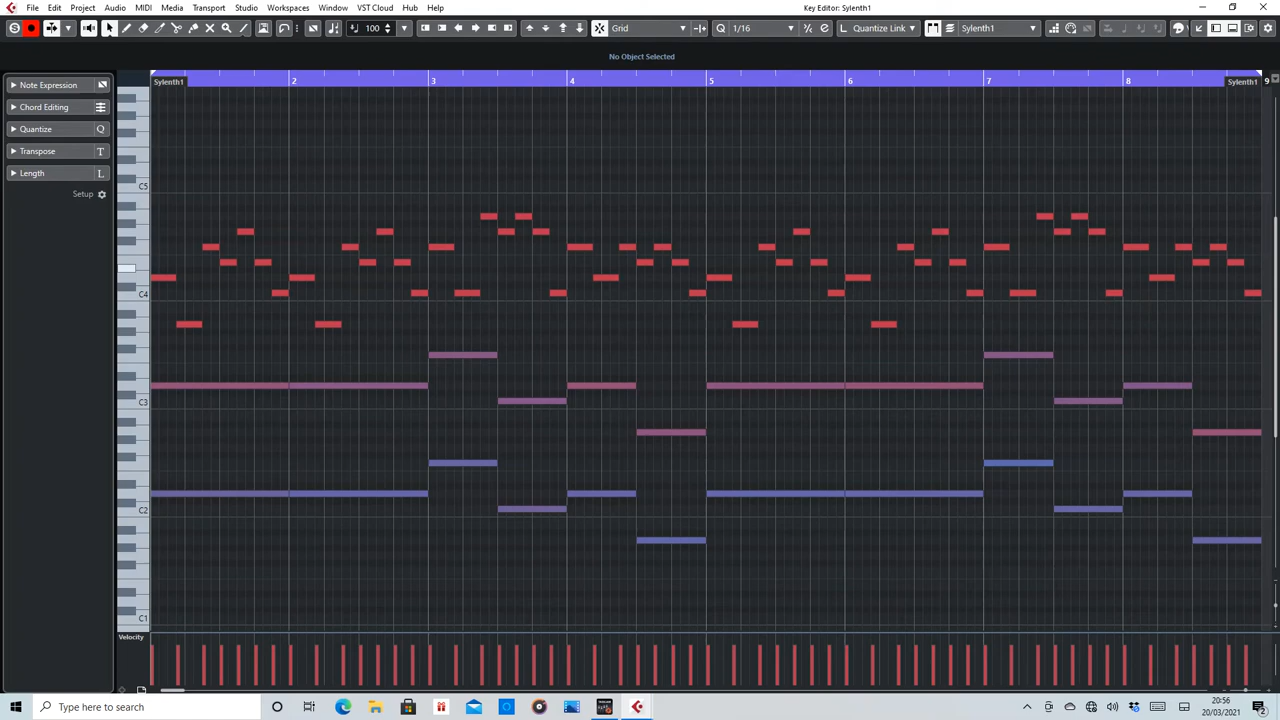 File Edit Project Audio MIDI Media Transport Studio Workspaces Window VST Cloud Hub Help
Key Editor: Sylenth1
S 100 Grid Q 1/16 Quantize Link Sylenth1
No Object Selected
Note Expression
Chord Editing
Quantize Q
Transpose T
Length L
Setup
2 3 4 5 6 7 8 9
Sylenth1 Sylenth1
C5
C4
C3
C2
C1
Velocity
Type here to search
20:56
20/03/2021
2